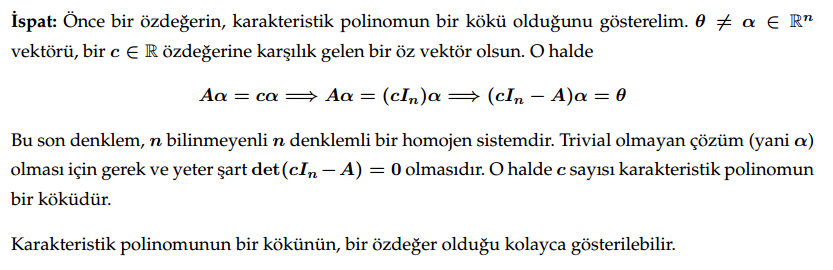 İspat: Önce bir özdeğerin, karakteristik polinomun bir kökü olduğunu gösterelim. θ ≠ α ∈ ℝⁿ
vektörü, bir c ∈ ℝ özdeğerine karşılık gelen bir öz vektör olsun. O halde
Aα = cα ⟹ Aα = (cIₙ)α ⟹ (cIₙ − A)α = θ
Bu son denklem, n bilinmeyenli n denklemli bir homojen sistemdir. Trivial olmayan çözüm (yani α)
olması için gerek ve yeter şart det(cIₙ − A) = 0 olmasıdır. O halde c sayısı karakteristik polinomun
bir köküdür.
Karakteristik polinomunun bir kökünün, bir özdeğer olduğu kolayca gösterilebilir.